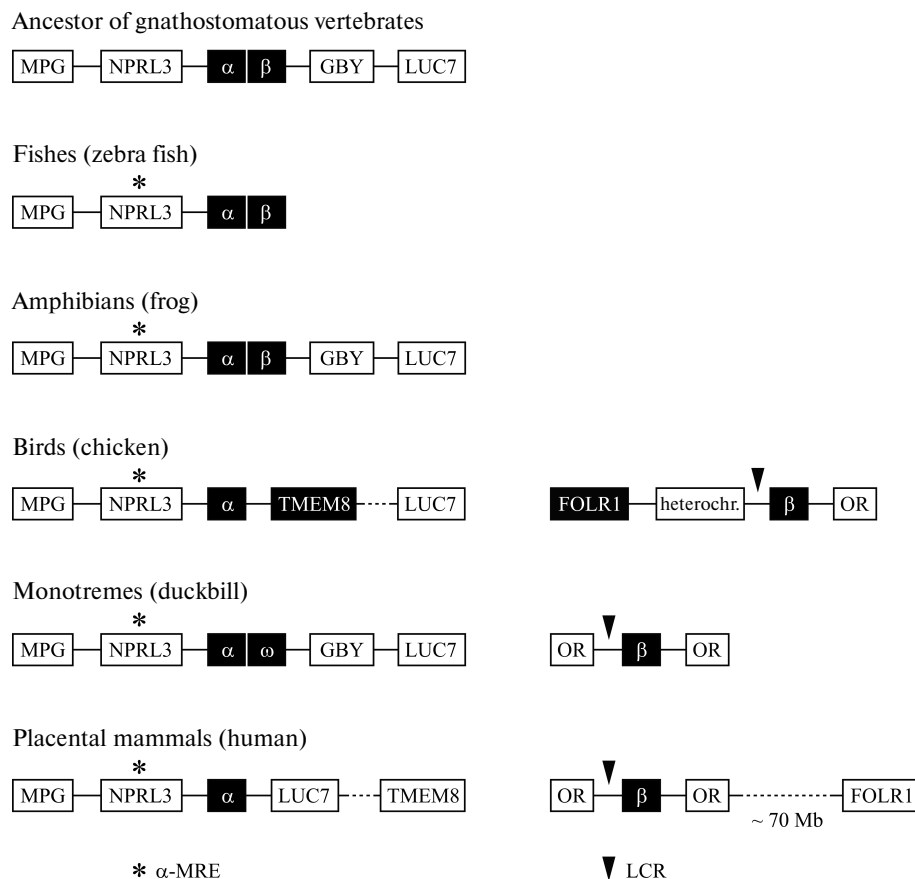 Ancestor of gnathostomatous vertebrates
MPG NPRL3 α β GBY LUC7
Fishes (zebra fish)
*
MPG NPRL3 α β
Amphibians (frog)
*
MPG NPRL3 α β GBY LUC7
Birds (chicken)
*
MPG NPRL3 α TMEM8 LUC7 FOLR1 heterochr. β OR
Monotremes (duckbill)
*
MPG NPRL3 α ω GBY LUC7 OR β OR
Placental mammals (human)
*
MPG NPRL3 α LUC7 TMEM8 OR β OR FOLR1
~ 70 Mb
* α-MRE LCR